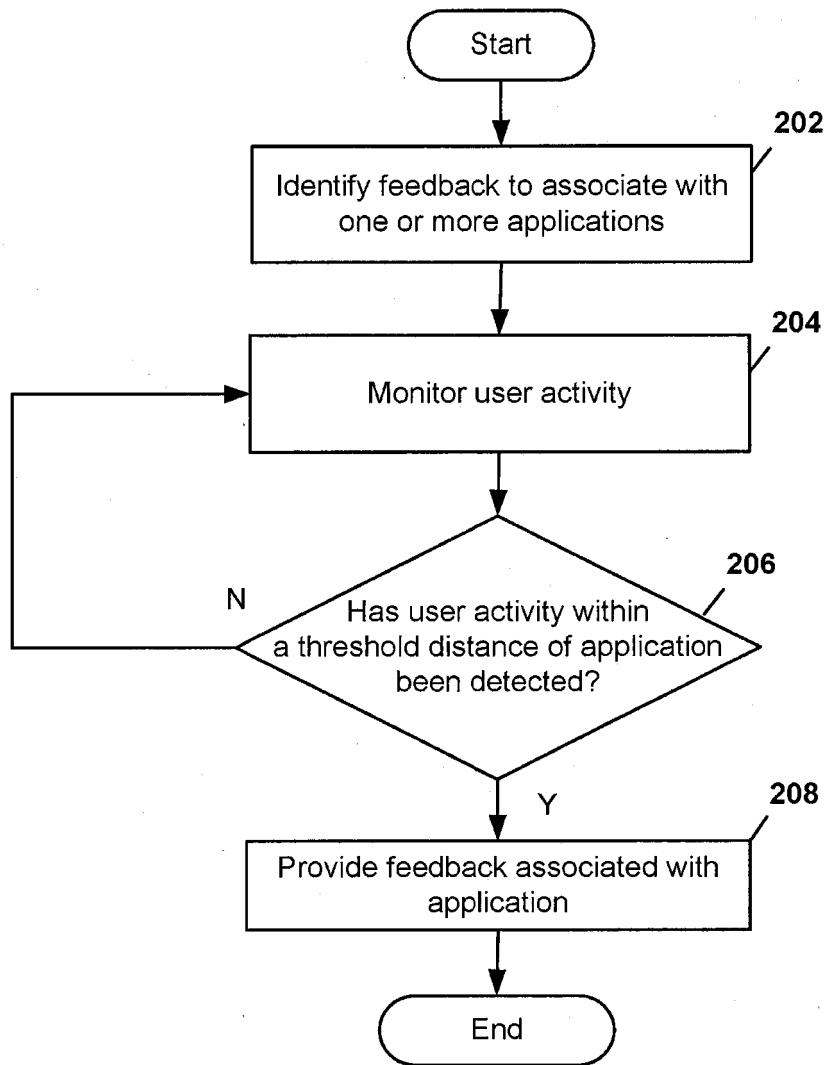 Start
202
Identify feedback to associate with
one or more applications
204
Monitor user activity
206
N
Has user activity within
a threshold distance of application
been detected?
Y
208
Provide feedback associated with
application
End